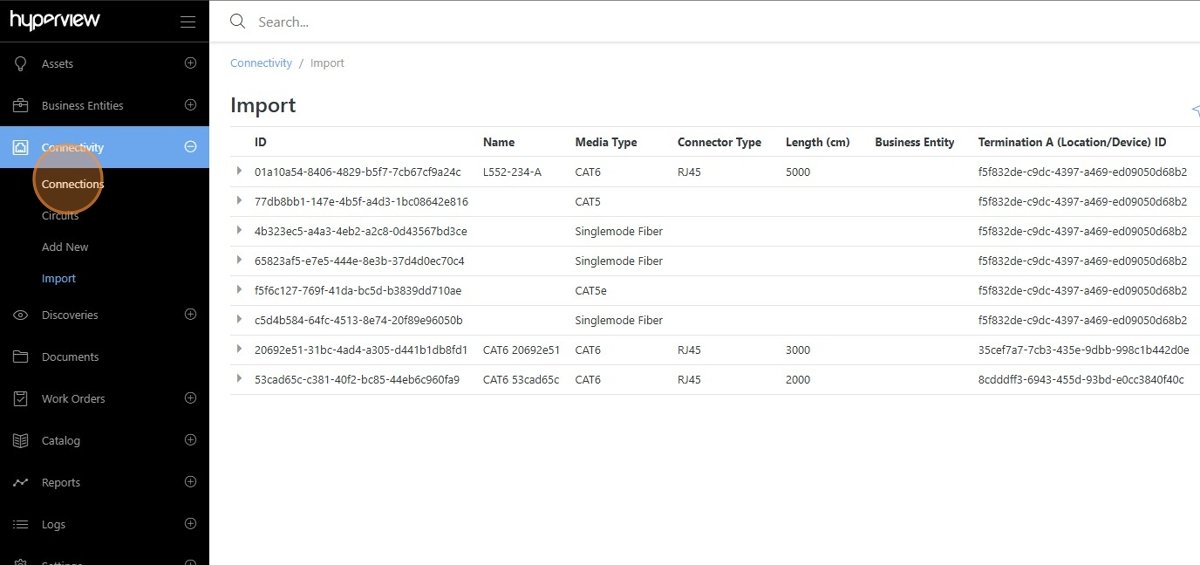 hyperview
Search...
Assets
Business Entities
Connectivity
Connections
Circuits
Add New
Import
Discoveries
Documents
Work Orders
Catalog
Reports
Logs
Settings
Connectivity / Import
Import
ID Name Media Type Connector Type Length (cm) Business Entity Termination A (Location/Device) ID
01a10a54-8406-4829-b5f7-7cb67cf9a24c L552-234-A CAT6 RJ45 5000 f5f832de-c9dc-4397-a469-ed09050d68b2
77db8bb1-147e-4b5f-a4d3-1bc08642e816 CAT5 f5f832de-c9dc-4397-a469-ed09050d68b2
4b323ec5-a4a3-4eb2-a2c8-0d43567bd3ce Singlemode Fiber f5f832de-c9dc-4397-a469-ed09050d68b2
65823af5-e7e5-444e-8e3b-37d4d0ec70c4 Singlemode Fiber f5f832de-c9dc-4397-a469-ed09050d68b2
f5f6c127-769f-41da-bc5d-b3839dd710ae CAT5e f5f832de-c9dc-4397-a469-ed09050d68b2
c5d4b584-64fc-4513-8e74-20f89e96050b Singlemode Fiber f5f832de-c9dc-4397-a469-ed09050d68b2
20692e51-31bc-4ad4-a305-d441b1db8fd1 CAT6 20692e51 CAT6 RJ45 3000 35cef7a7-7cb3-435e-9dbb-998c1b442d0e
53cad65c-c381-40f2-bc85-44eb6c960fa9 CAT6 53cad65c CAT6 RJ45 2000 8cdddff3-6943-455d-93bd-e0cc3840f40c